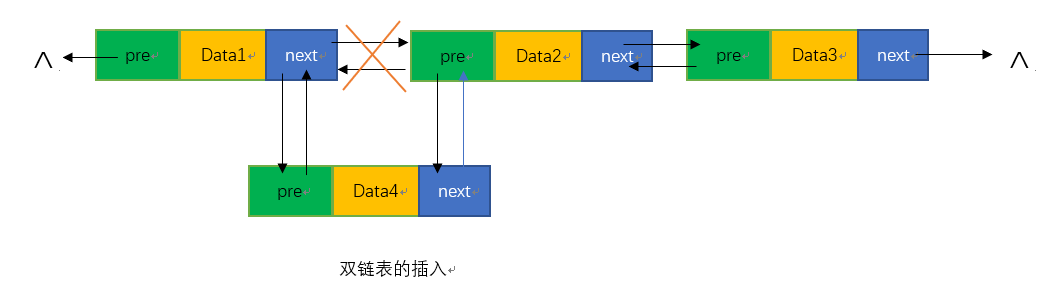 ^ pre Data1 next pre Data2 next pre Data3 next ^
pre Data4 next
双链表的插入